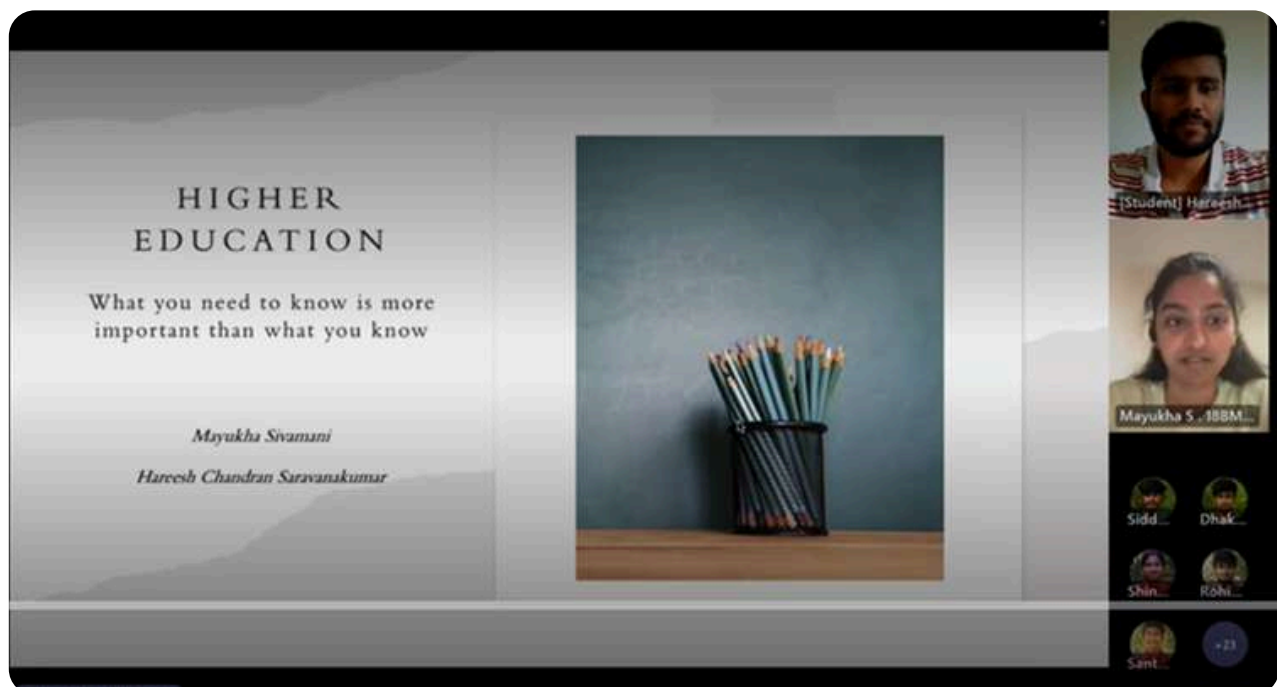 HIGHER
EDUCATION
What you need to know is more
important than what you know
Mayukha Sivamani
Hareesh Chandran Saravanakumar
[Student] Hareesh...
Mayukha S . 18BM...
Sidd...
Dhak...
Shin...
Rohi...
Sant...
+23